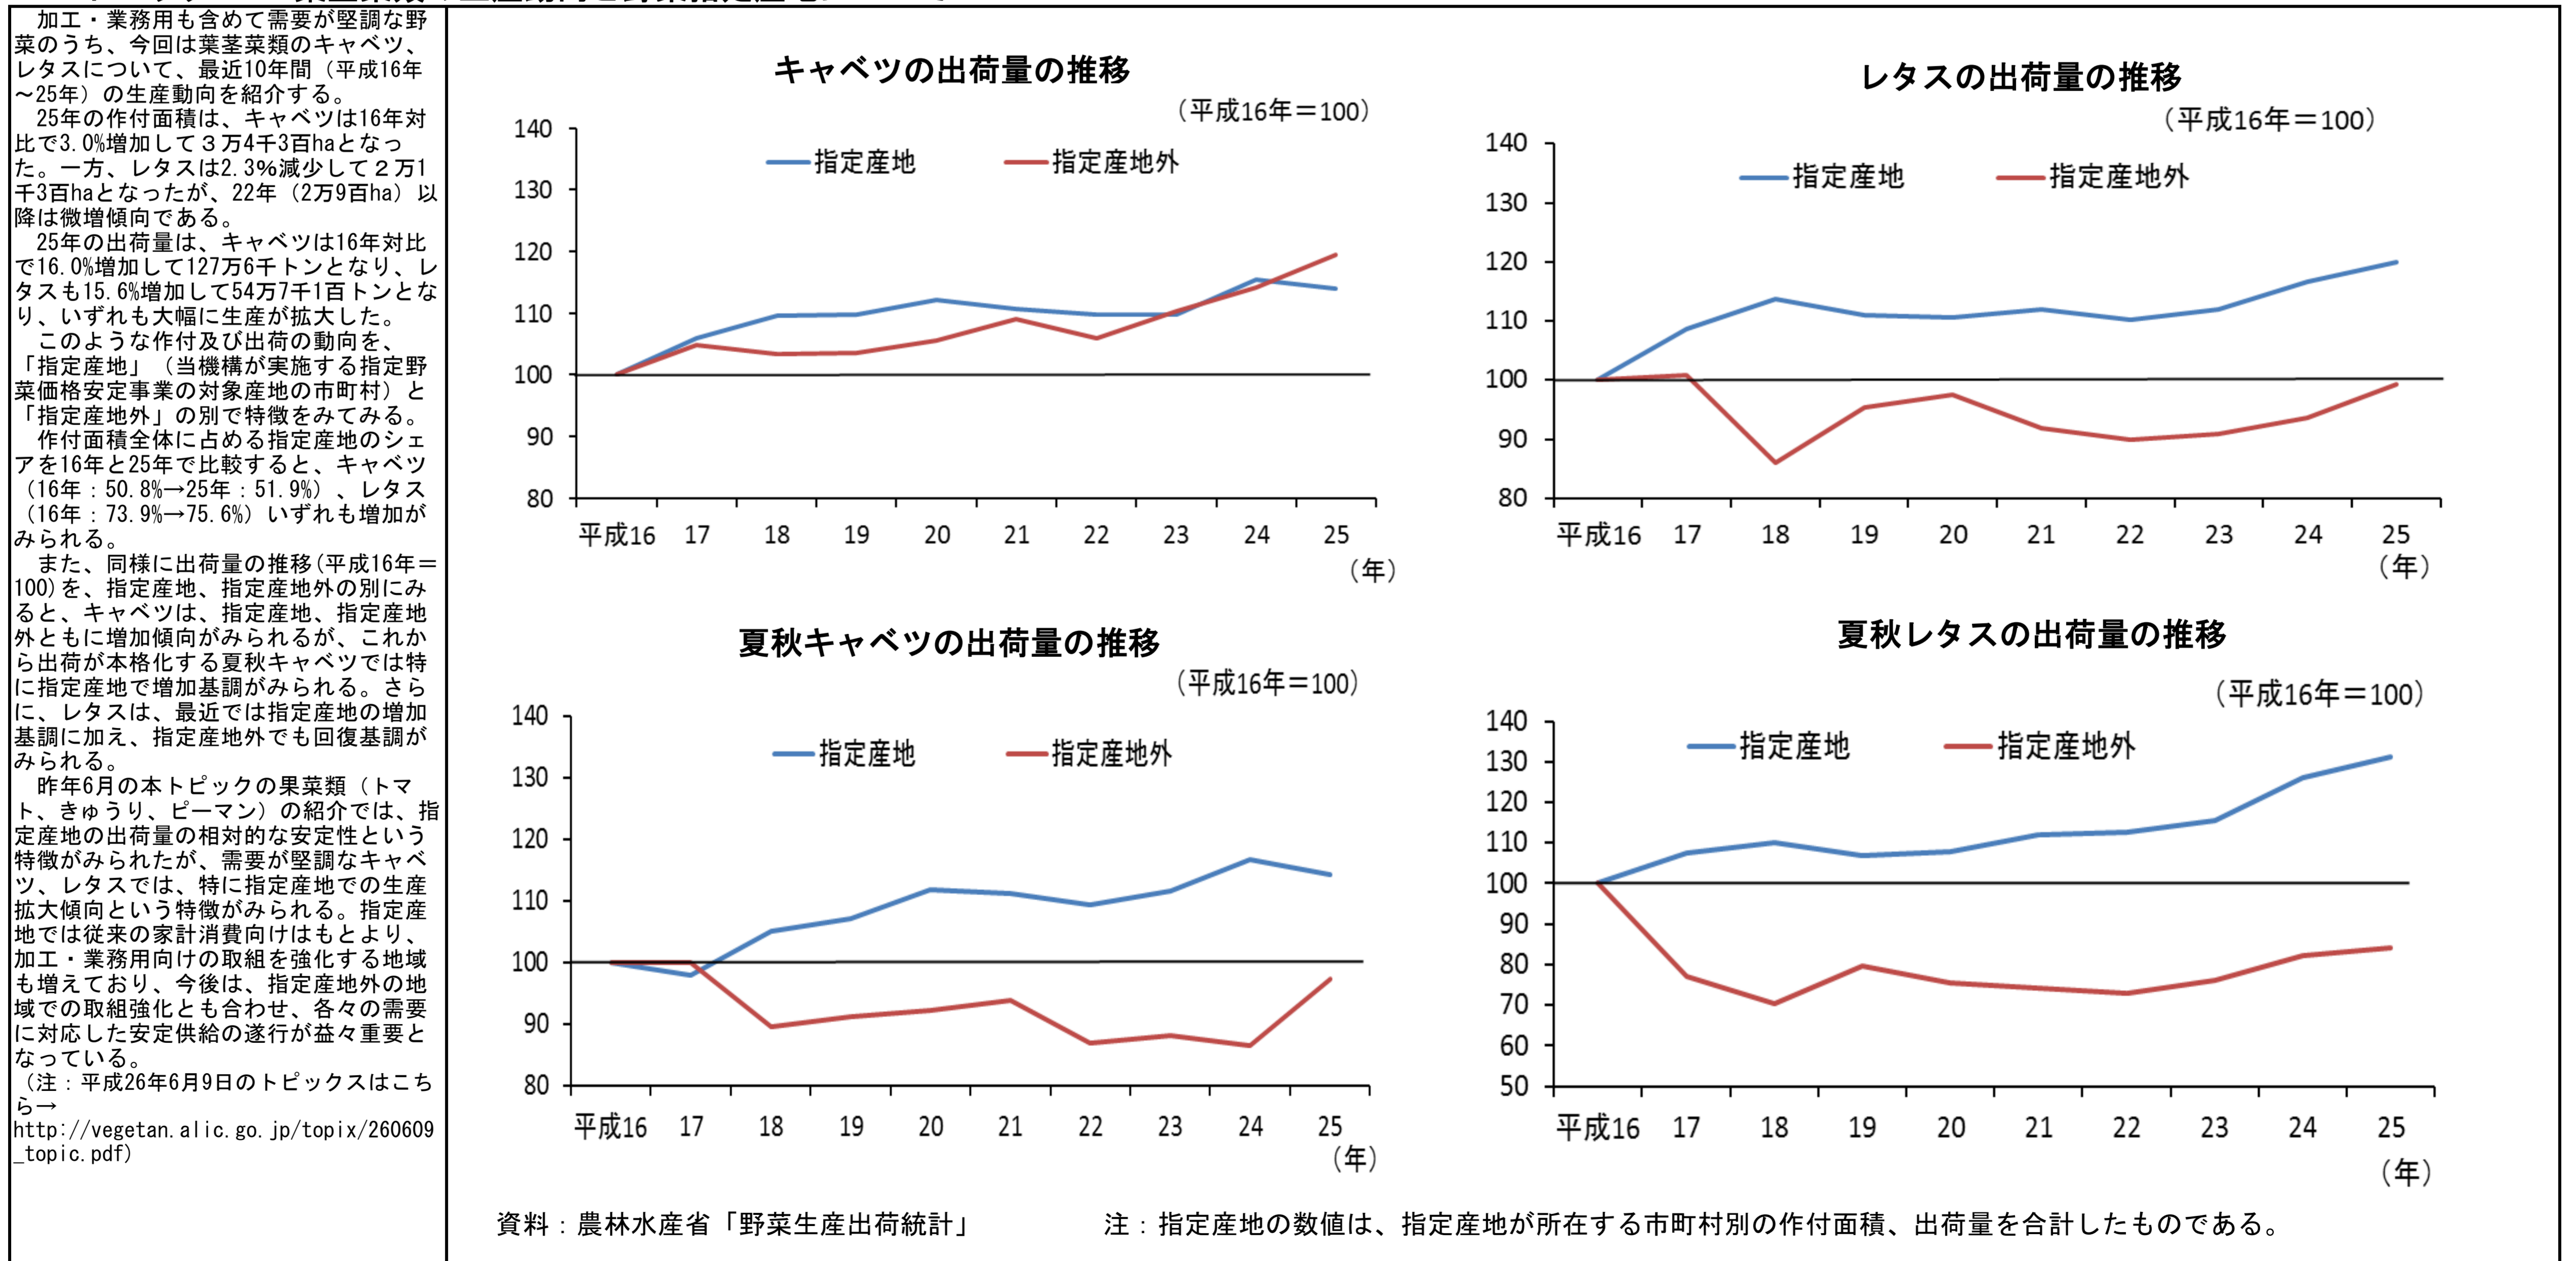 加工・業務用も含めて需要が堅調な野
菜のうち、今回は葉茎菜類のキャベツ、
レタスについて、最近10年間（平成16年
～25年）の生産動向を紹介する。
25年の作付面積は、キャベツは16年対
比で3.0%増加して３万4千3百haとなっ
た。一方、レタスは2.3%減少して２万1
千3百haとなったが、22年（2万9百ha）以
降は微増傾向である。
25年の出荷量は、キャベツは16年対比
で16.0%増加して127万6千トンとなり、レ
タスも15.6%増加して54万7千1百トンとな
り、いずれも大幅に生産が拡大した。
このような作付及び出荷の動向を、
「指定産地」（当機構が実施する指定野
菜価格安定事業の対象産地の市町村）と
「指定産地外」の別で特徴をみてみる。
作付面積全体に占める指定産地のシェ
アを16年と25年で比較すると、キャベツ
（16年：50.8%→25年：51.9%）、レタス
（16年：73.9%→75.6%）いずれも増加が
みられる。
また、同様に出荷量の推移(平成16年＝
100)を、指定産地、指定産地外の別にみ
ると、キャベツは、指定産地、指定産地
外ともに増加傾向がみられるが、これか
ら出荷が本格化する夏秋キャベツでは特
に指定産地で増加基調がみられる。さら
に、レタスは、最近では指定産地の増加
基調に加え、指定産地外でも回復基調が
みられる。
昨年6月の本トピックの果菜類（トマ
ト、きゅうり、ピーマン）の紹介では、指
定産地の出荷量の相対的な安定性という
特徴がみられたが、需要が堅調なキャベ
ツ、レタスでは、特に指定産地での生産
拡大傾向という特徴がみられる。指定産
地では従来の家計消費向けはもとより、
加工・業務用向けの取組を強化する地域
も増えており、今後は、指定産地外の地
域での取組強化とも合わせ、各々の需要
に対応した安定供給の遂行が益々重要と
なっている。
（注：平成26年6月9日のトピックスはこち
ら→
http://vegetan.alic.go.jp/topix/260609
_topic.pdf）
キャベツの出荷量の推移
（平成16年＝100）
指定産地 指定産地外
140
130
120
110
100
90
80
平成16 17 18 19 20 21 22 23 24 25
（年）
レタスの出荷量の推移
（平成16年＝100）
指定産地 指定産地外
140
130
120
110
100
90
80
平成16 17 18 19 20 21 22 23 24 25
（年）
夏秋キャベツの出荷量の推移
（平成16年＝100）
指定産地 指定産地外
140
130
120
110
100
90
80
平成16 17 18 19 20 21 22 23 24 25
（年）
夏秋レタスの出荷量の推移
（平成16年＝100）
指定産地 指定産地外
140
130
120
110
100
90
80
70
60
50
平成16 17 18 19 20 21 22 23 24 25
（年）
資料：農林水産省「野菜生産出荷統計」 注：指定産地の数値は、指定産地が所在する市町村別の作付面積、出荷量を合計したものである。